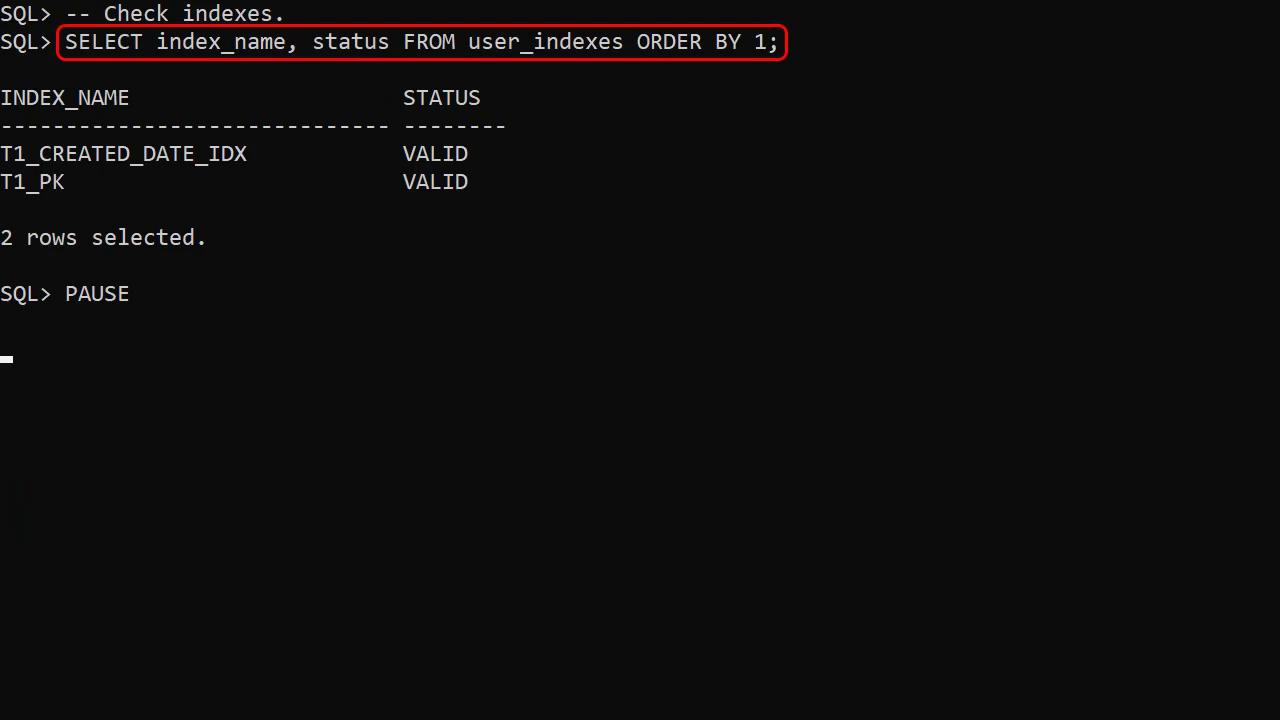 SQL> -- Check indexes.
SQL> SELECT index_name, status FROM user_indexes ORDER BY 1;
INDEX_NAME                     STATUS
------------------------------ --------
T1_CREATED_DATE_IDX            VALID
T1_PK                          VALID
2 rows selected.
SQL> PAUSE